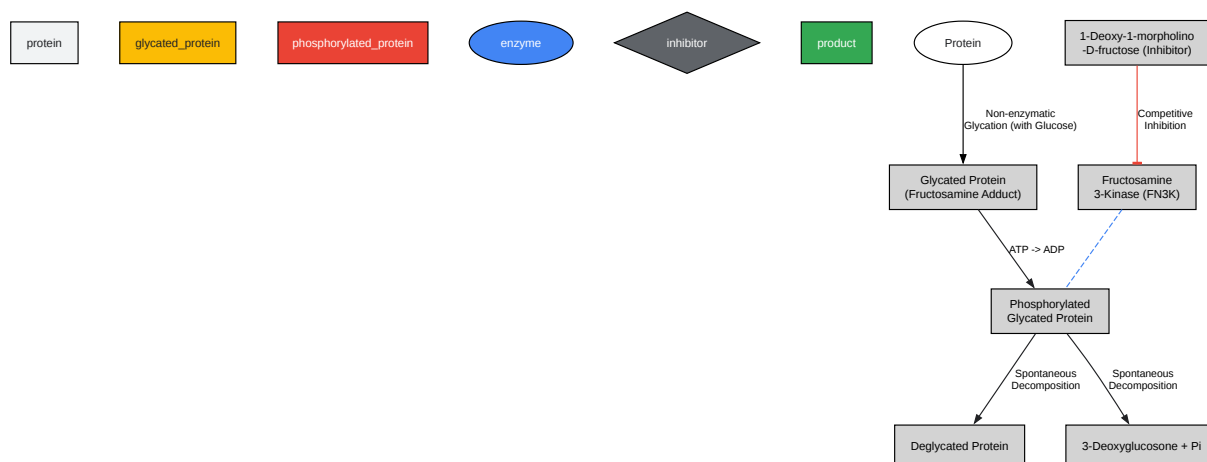 protein
glycated_protein
phosphorylated_protein
enzyme
inhibitor
product
Protein
1-Deoxy-1-morpholino
-D-fructose (Inhibitor)
Non-enzymatic
Glycation (with Glucose)
Competitive
Inhibition
Glycated Protein
(Fructosamine Adduct)
Fructosamine
3-Kinase (FN3K)
ATP -> ADP
Phosphorylated
Glycated Protein
Spontaneous
Decomposition
Spontaneous
Decomposition
Deglycated Protein
3-Deoxyglucosone + Pi